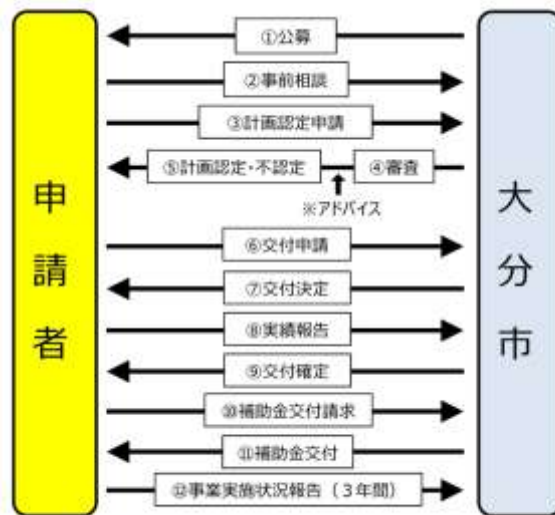 申請者
①公募
②事前相談
③計画認定申請
⑤計画認定・不認定
④審査
※アドバイス
⑥交付申請
⑦交付決定
⑧実績報告
⑨交付確定
⑩補助金交付請求
⑪補助金交付
⑫事業実施状況報告（３年間）
大分市